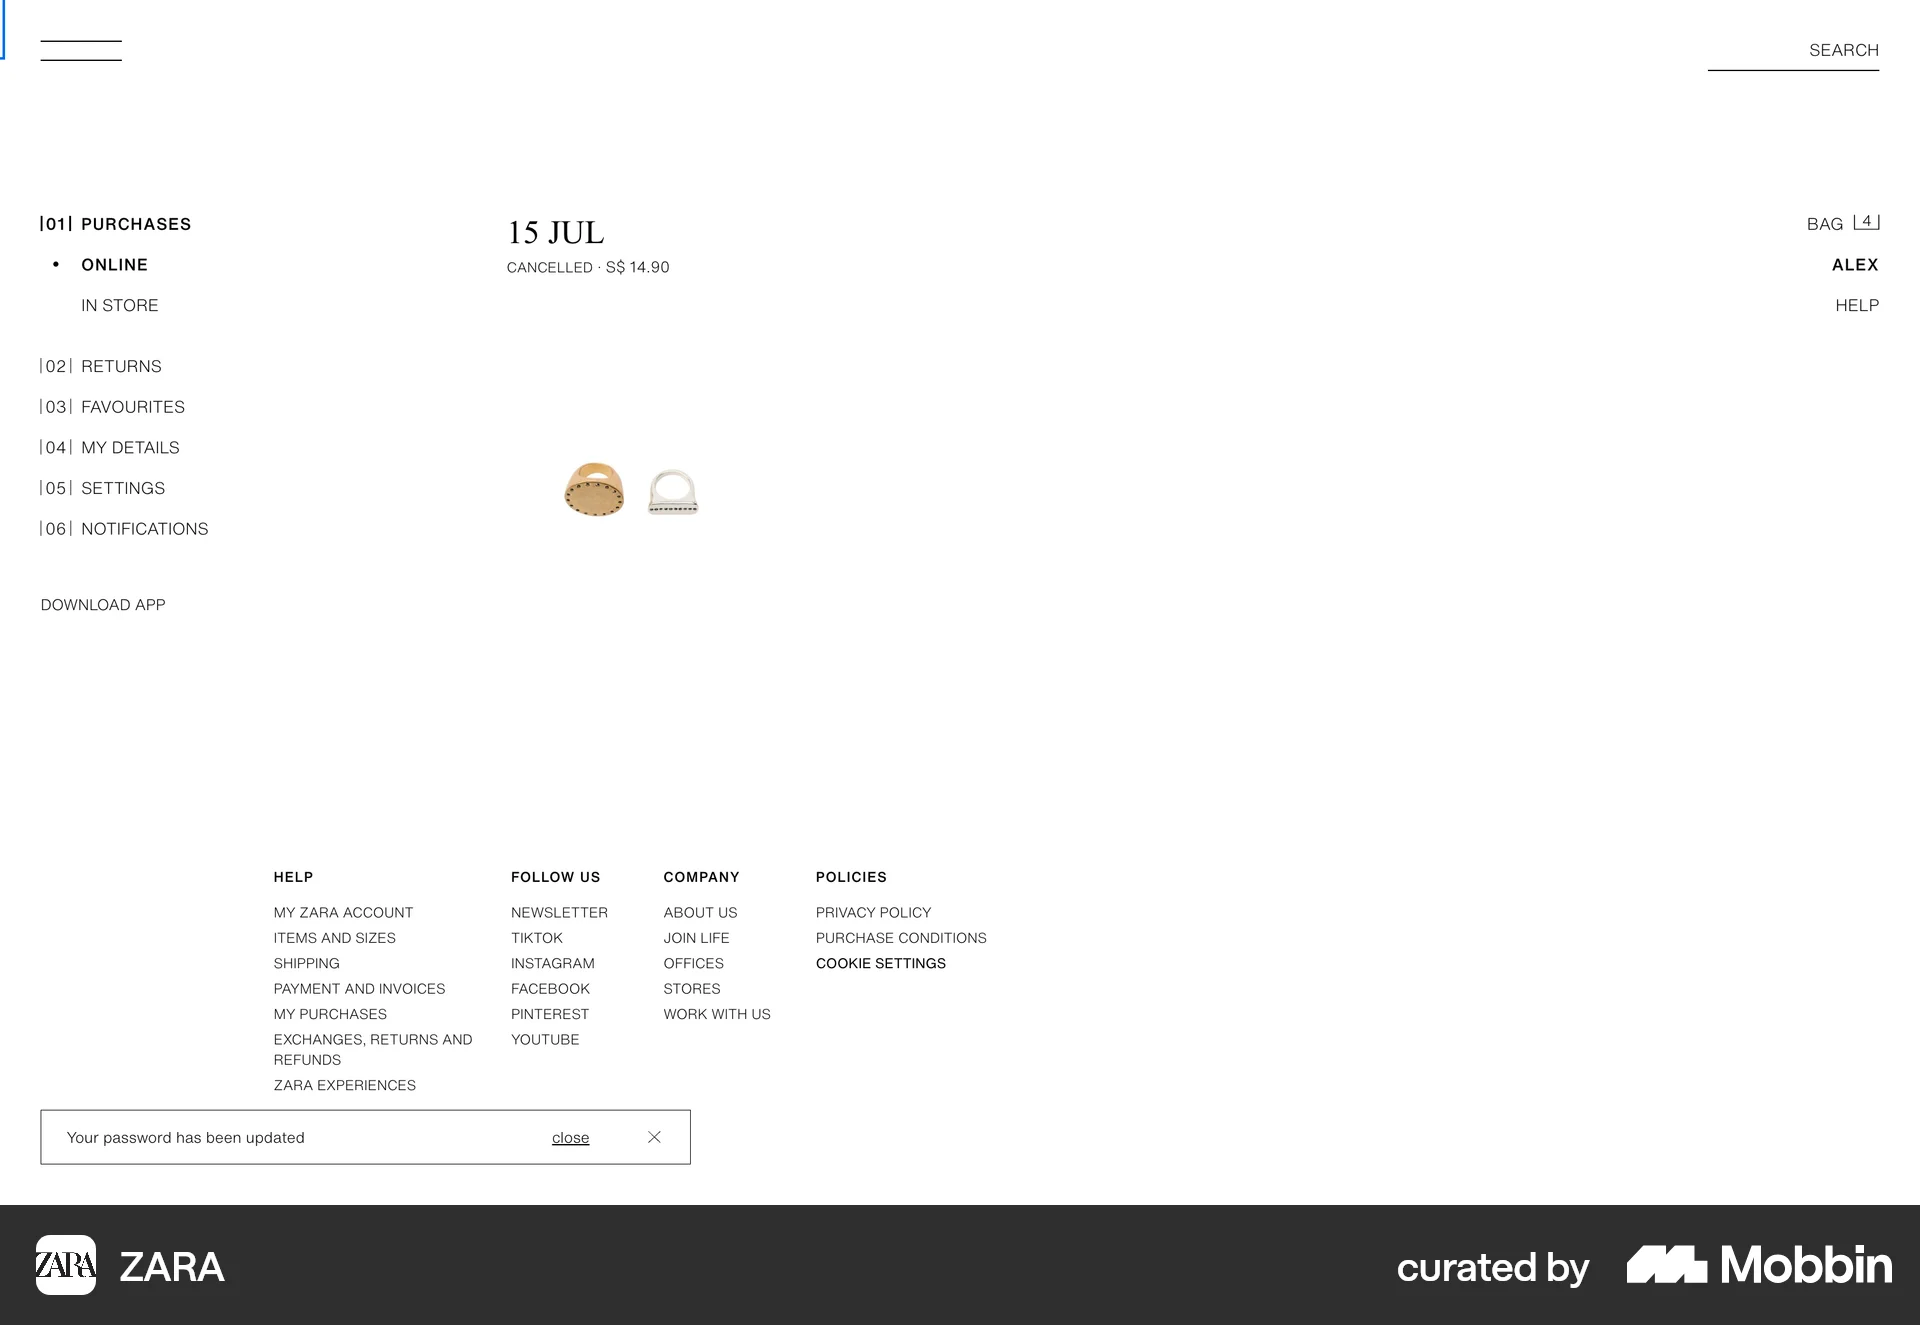 SEARCH
|01| PURCHASES
• ONLINE
IN STORE
|02| RETURNS
|03| FAVOURITES
|04| MY DETAILS
|05| SETTINGS
|06| NOTIFICATIONS
DOWNLOAD APP
15 JUL
CANCELLED · S$ 14.90
BAG 4
ALEX
HELP
HELP
MY ZARA ACCOUNT
ITEMS AND SIZES
SHIPPING
PAYMENT AND INVOICES
MY PURCHASES
EXCHANGES, RETURNS AND
REFUNDS
ZARA EXPERIENCES
FOLLOW US
NEWSLETTER
TIKTOK
INSTAGRAM
FACEBOOK
PINTEREST
YOUTUBE
COMPANY
ABOUT US
JOIN LIFE
OFFICES
STORES
WORK WITH US
POLICIES
PRIVACY POLICY
PURCHASE CONDITIONS
COOKIE SETTINGS
Your password has been updated close
ZARA ZARA
curated by Mobbin